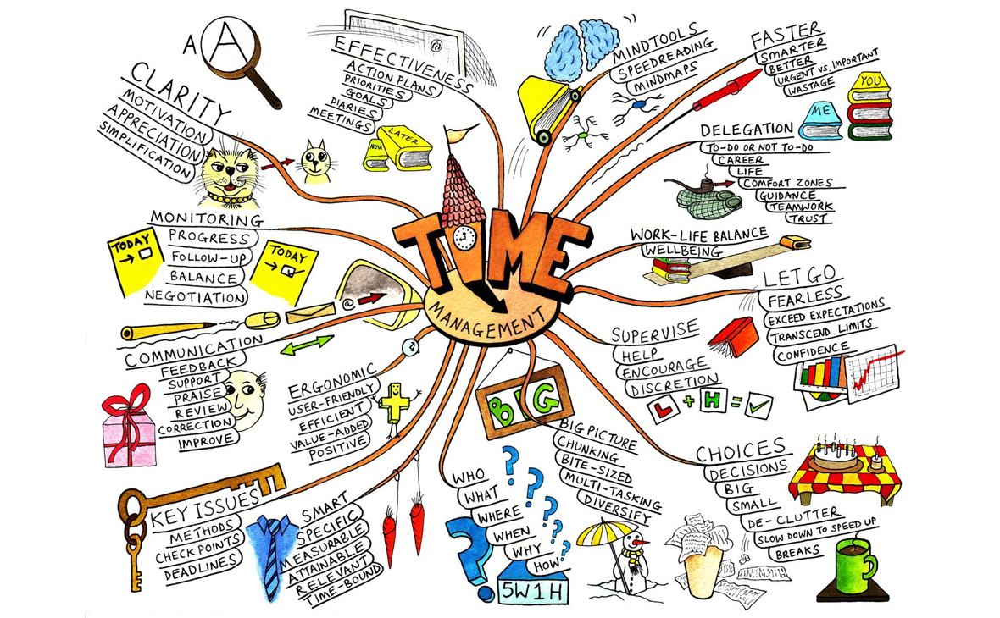 TIME
MANAGEMENT
A A
CLARITY
MOTIVATION
APPRECIATION
SIMPLIFICATION
EFFECTIVENESS
ACTION PLANS
PRIORITIES
GOALS
DIARIES
MEETINGS
NOW
LATER
MINDTOOLS
SPEEDREADING
MINDMAPS
FASTER
SMARTER
BETTER
URGENT VS. IMPORTANT
WASTAGE
ME
YOU
DELEGATION
TO-DO OR NOT TO-DO
CAREER
LIFE
COMFORT ZONES
GUIDANCE
TEAMWORK
TRUST
WORK-LIFE BALANCE
WELLBEING
LET GO
FEARLESS
EXCEED EXPECTATIONS
TRANSCEND LIMITS
CONFIDENCE
SUPERVISE
HELP
ENCOURAGE
DISCRETION
L + H = ✓
CHOICES
DECISIONS
BIG
SMALL
DE-CLUTTER
SLOW DOWN TO SPEED UP
BREAKS
BIG
BIG PICTURE
CHUNKING
BITE-SIZED
MULTI-TASKING
DIVERSIFY
WHO
WHAT
WHERE
WHEN
WHY
HOW
? ? ? ? ? ? ?
5W1H
SMART
SPECIFIC
MEASURABLE
ATTAINABLE
RELEVANT
TIME-BOUND
KEY ISSUES
METHODS
CHECK POINTS
DEADLINES
ERGONOMIC
USER-FRIENDLY
EFFICIENT
VALUE-ADDED
POSITIVE
COMMUNICATION
FEEDBACK
SUPPORT
PRAISE
REVIEW
CORRECTION
IMPROVE
@
MONITORING
PROGRESS
FOLLOW-UP
BALANCE
NEGOTIATION
TODAY
→ ☐
TODAY
→ ☑